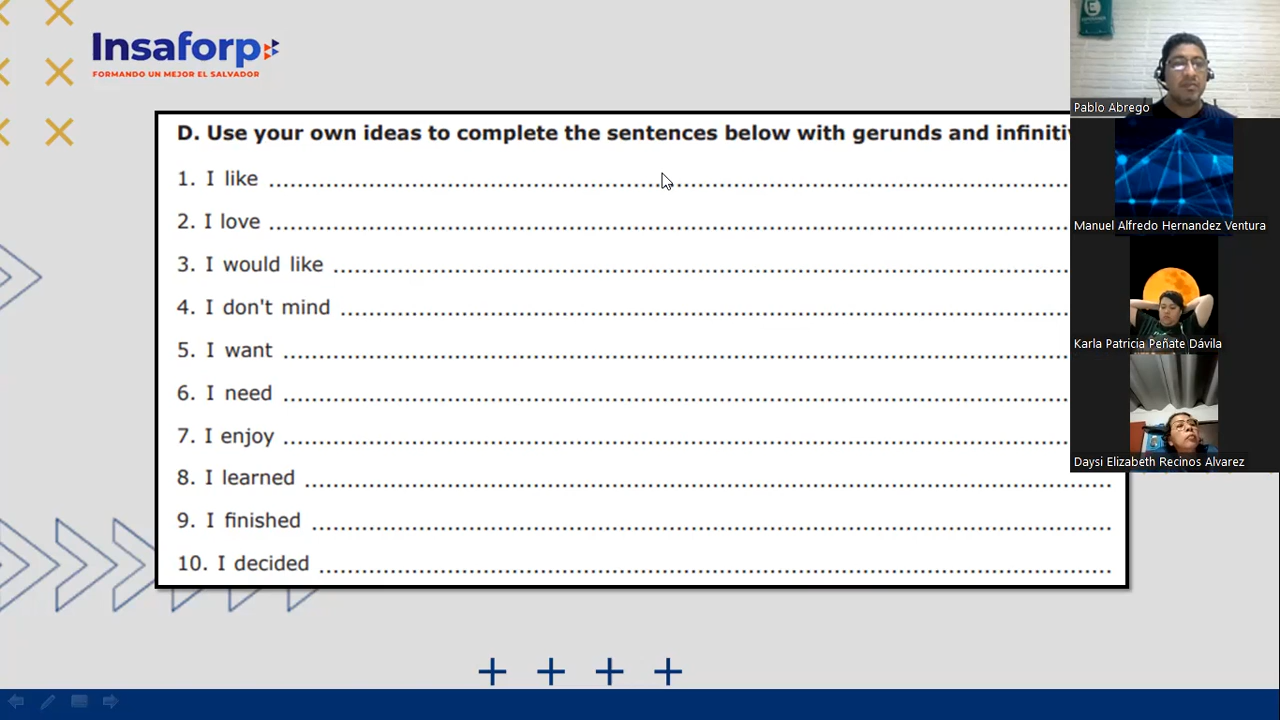 Insaforp
FORMANDO UN MEJOR EL SALVADOR
D. Use your own ideas to complete the sentences below with gerunds and
1. I like
2. I love
3. I would like
4. I don't mind
5. I want
6. I need
7. I enjoy
8. I learned
9. I finished
10. I decided
Pablo Abrego
Manuel Alfredo Hernandez Ventura
Karla Patricia Peñate Dávila
Daysi Elizabeth Recinos Alvarez